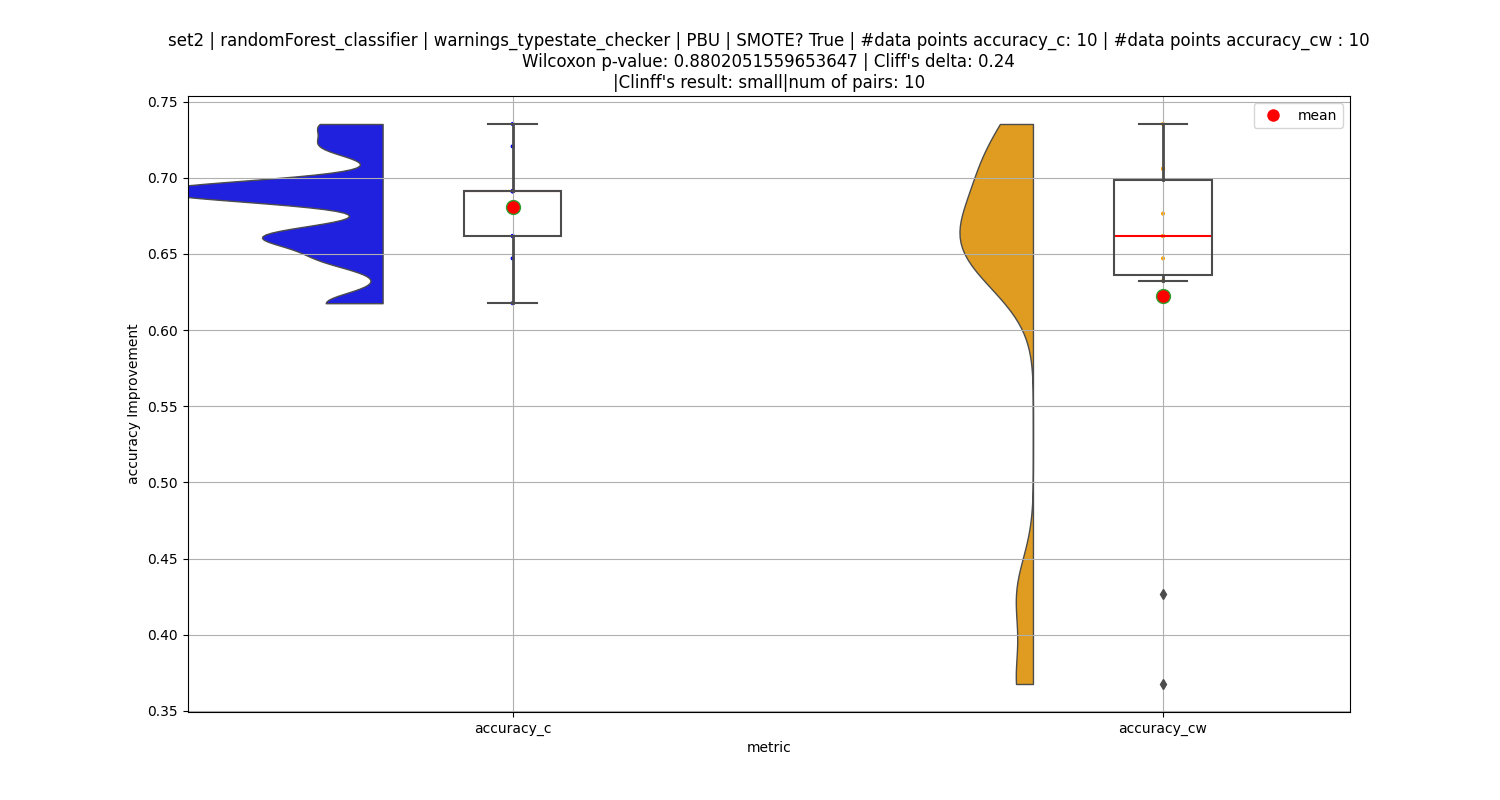 set2 | randomForest_classifier | warnings_typestate_checker | PBU | SMOTE? True | #data points accuracy_c: 10 | #data points accuracy_cw : 10
Wilcoxon p-value: 0.8802051559653647 | Cliff's delta: 0.24
|Clinff's result: small|num of pairs: 10
mean
0.75
0.70
0.65
0.60
0.55
0.50
0.45
0.40
0.35
accuracy Improvement
accuracy_c
accuracy_cw
metric